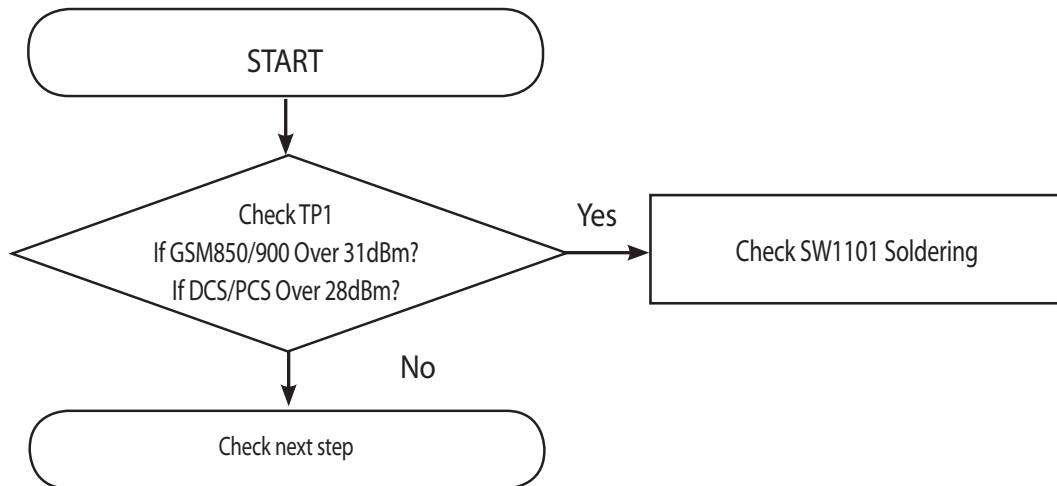 START
Check TP1
If GSM850/900 Over 31dBm?
If DCS/PCS Over 28dBm?
Yes
Check SW1101 Soldering
No
Check next step